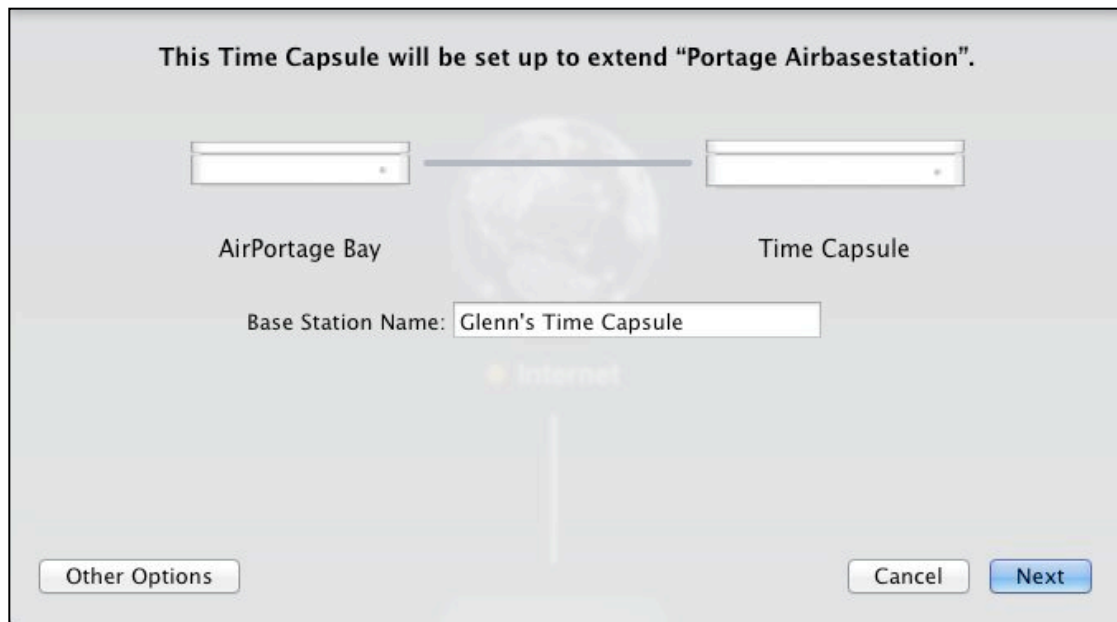 This Time Capsule will be set up to extend “Portage Airbasestation”.
AirPortage Bay
Time Capsule
Base Station Name: Glenn's Time Capsule
Internet
Other Options
Cancel
Next